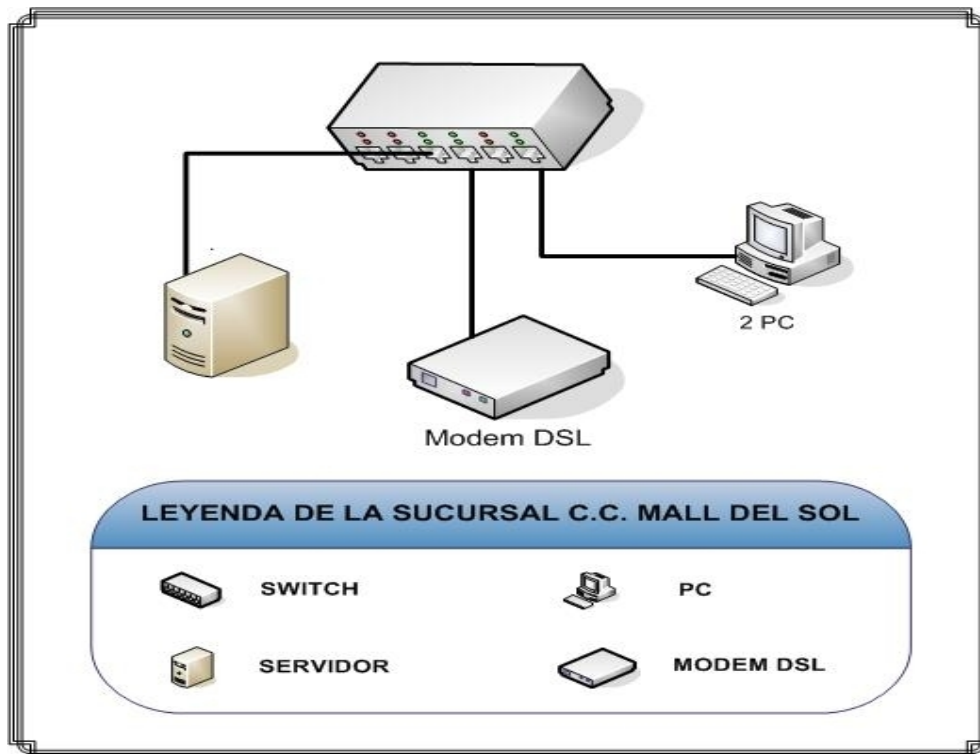 2 PC
Modem DSL
LEYENDA DE LA SUCURSAL C.C. MALL DEL SOL
SWITCH
PC
SERVIDOR
MODEM DSL